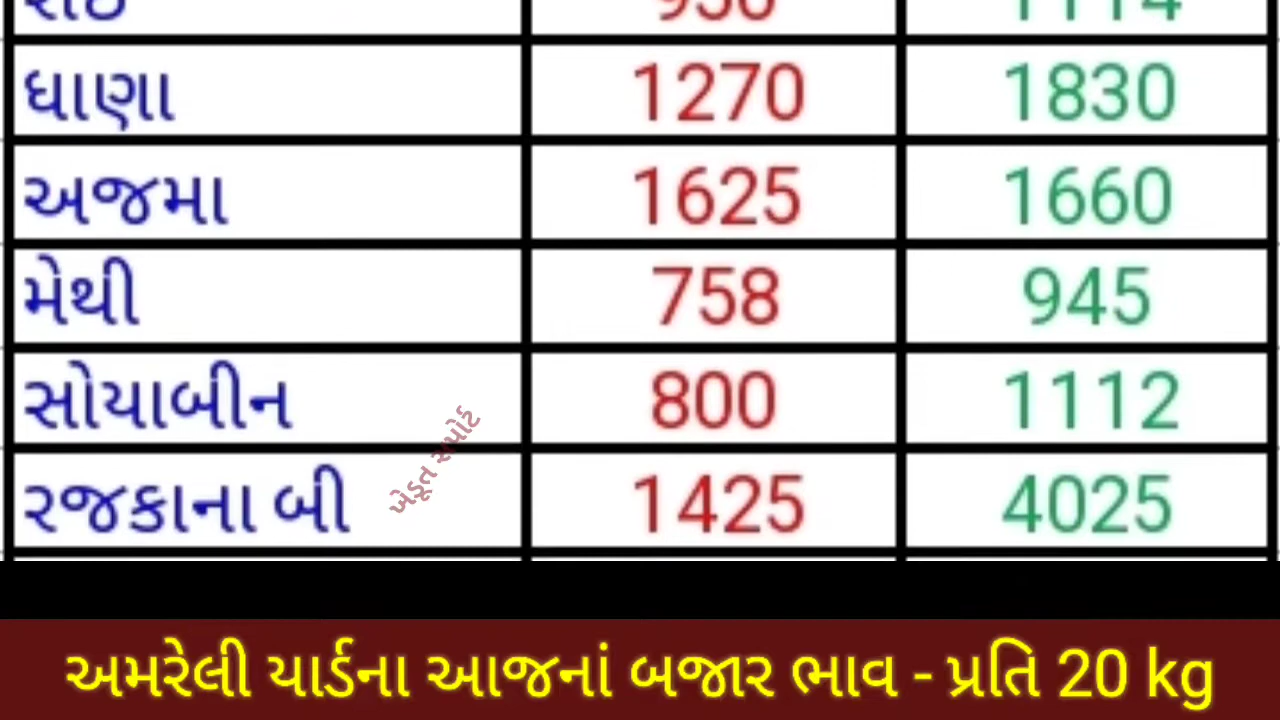 ધાણા 1270 1830
અજમા 1625 1660
મેથી 758 945
સોયાબીન 800 1112
ખેડૂત સપોર્ટ
રજકાના બી 1425 4025
અમરેલી યાર્ડના આજનાં બજાર ભાવ - પ્રતિ 20 kg